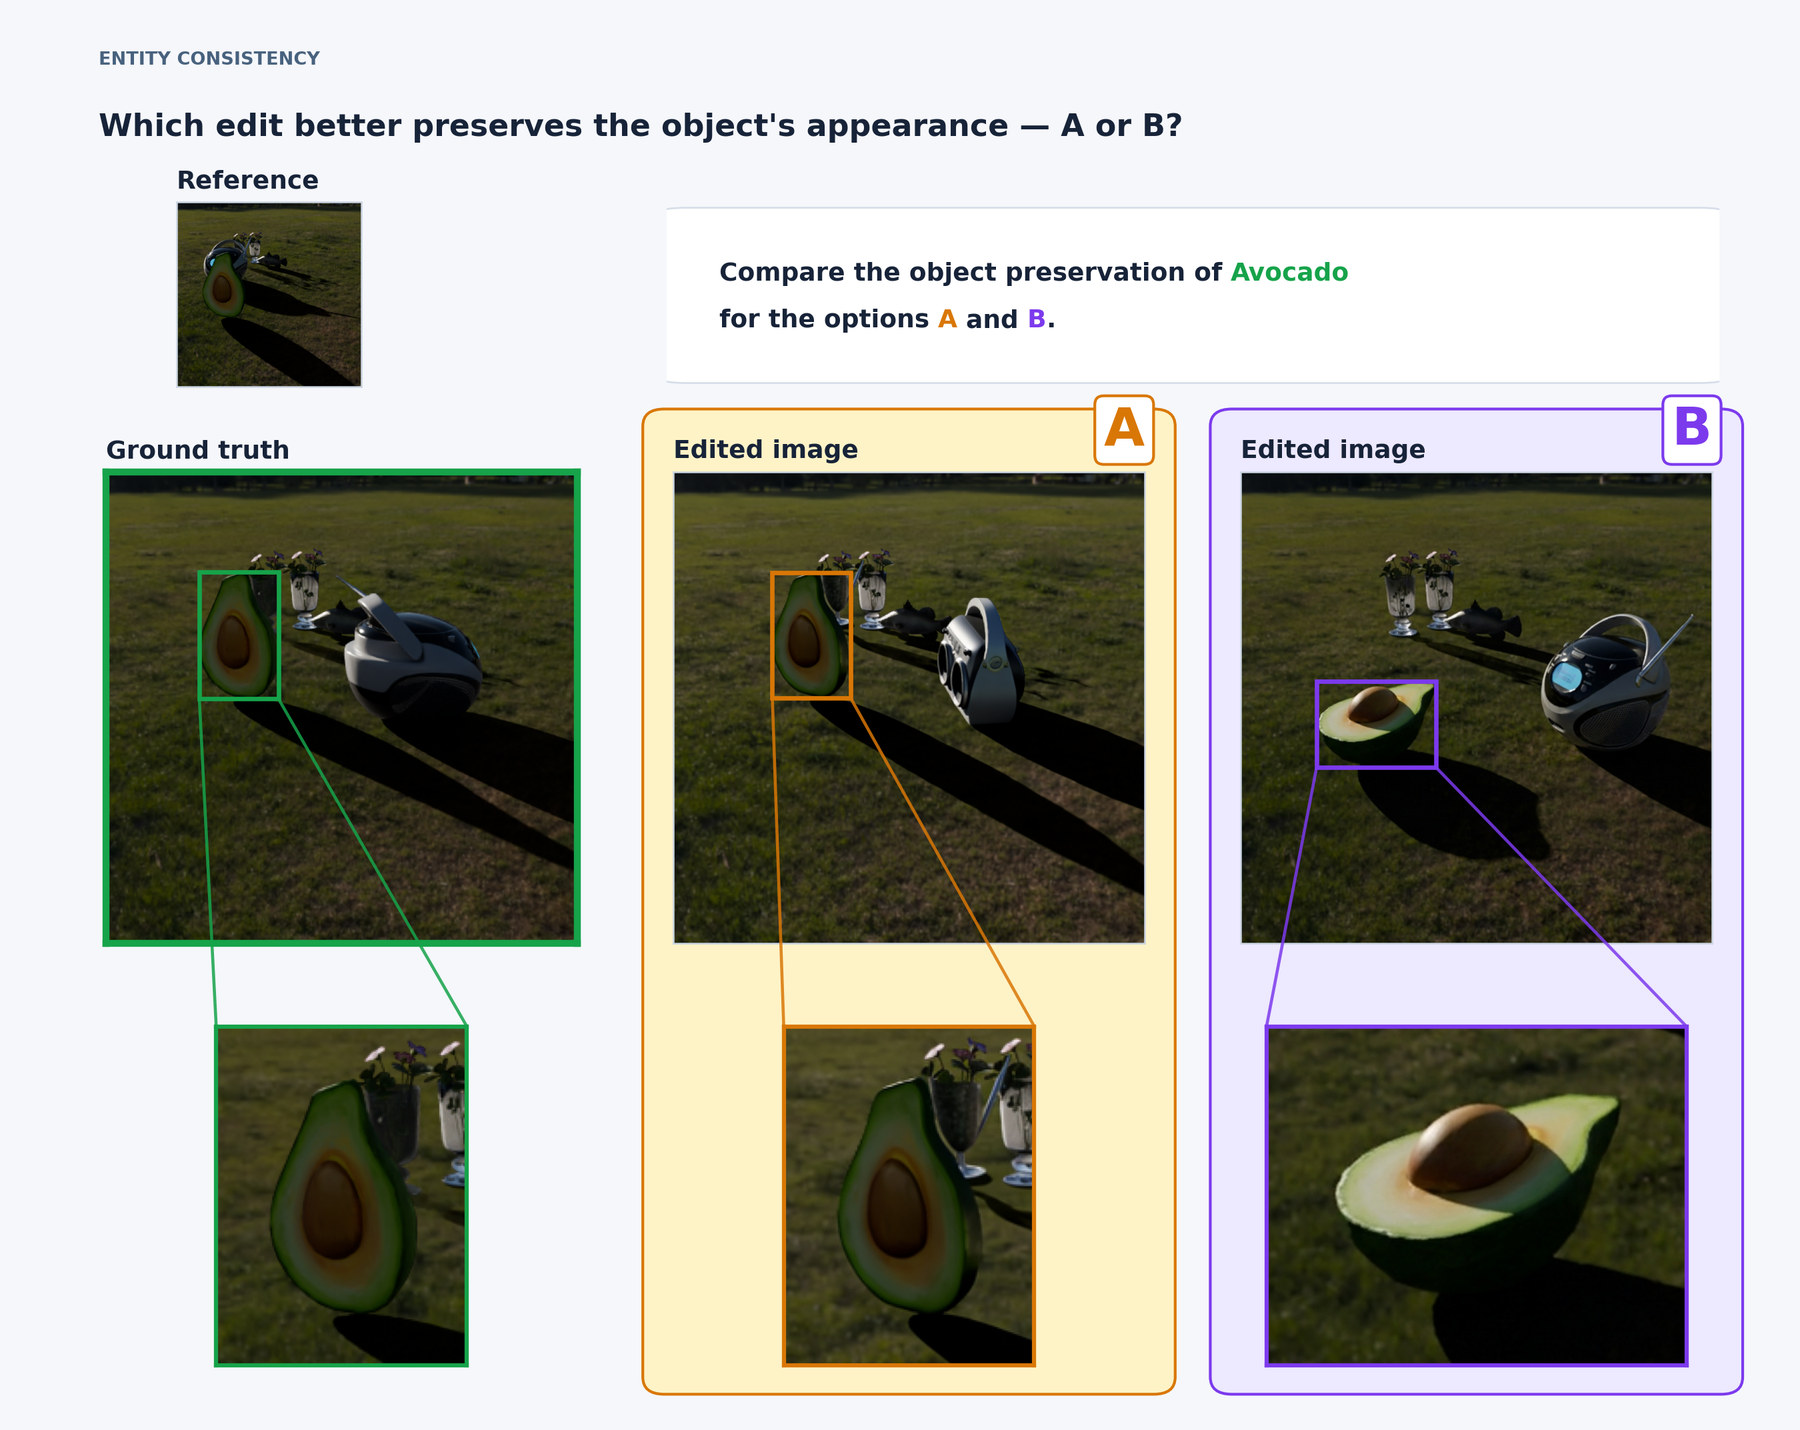 ENTITY CONSISTENCY
Which edit better preserves the object's appearance — A or B?
Reference
Compare the object preservation of Avocado
for the options A and B.
Ground truth
Edited image
A
Edited image
B